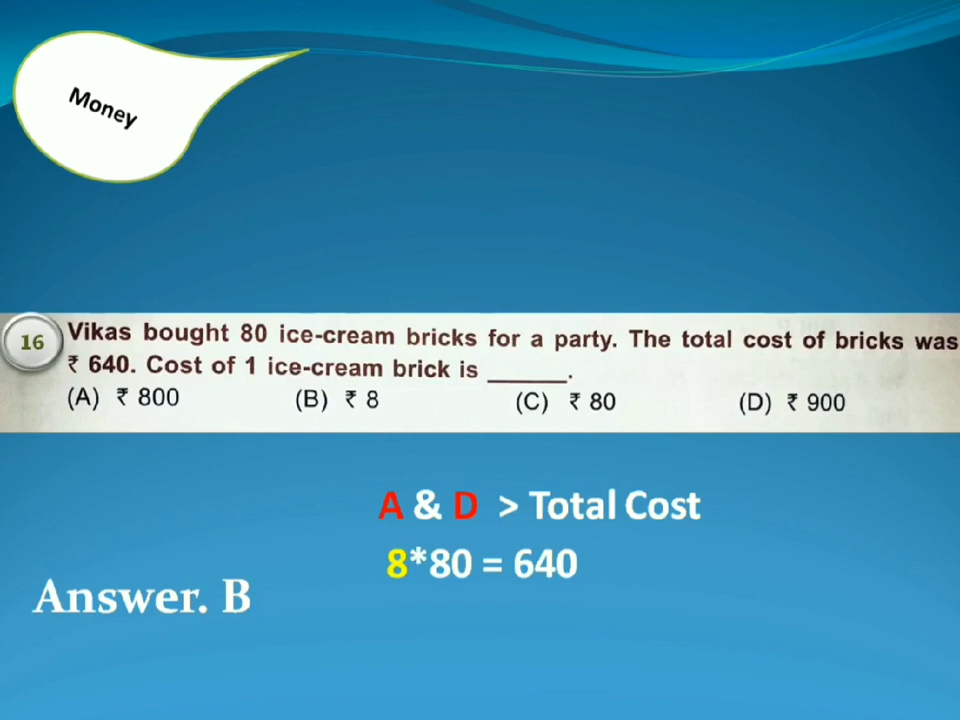 Money
16 Vikas bought 80 ice-cream bricks for a party. The total cost of bricks was
₹ 640. Cost of 1 ice-cream brick is ______.
(A) ₹ 800 (B) ₹ 8 (C) ₹ 80 (D) ₹ 900
A & D > Total Cost
8*80 = 640
Answer. B